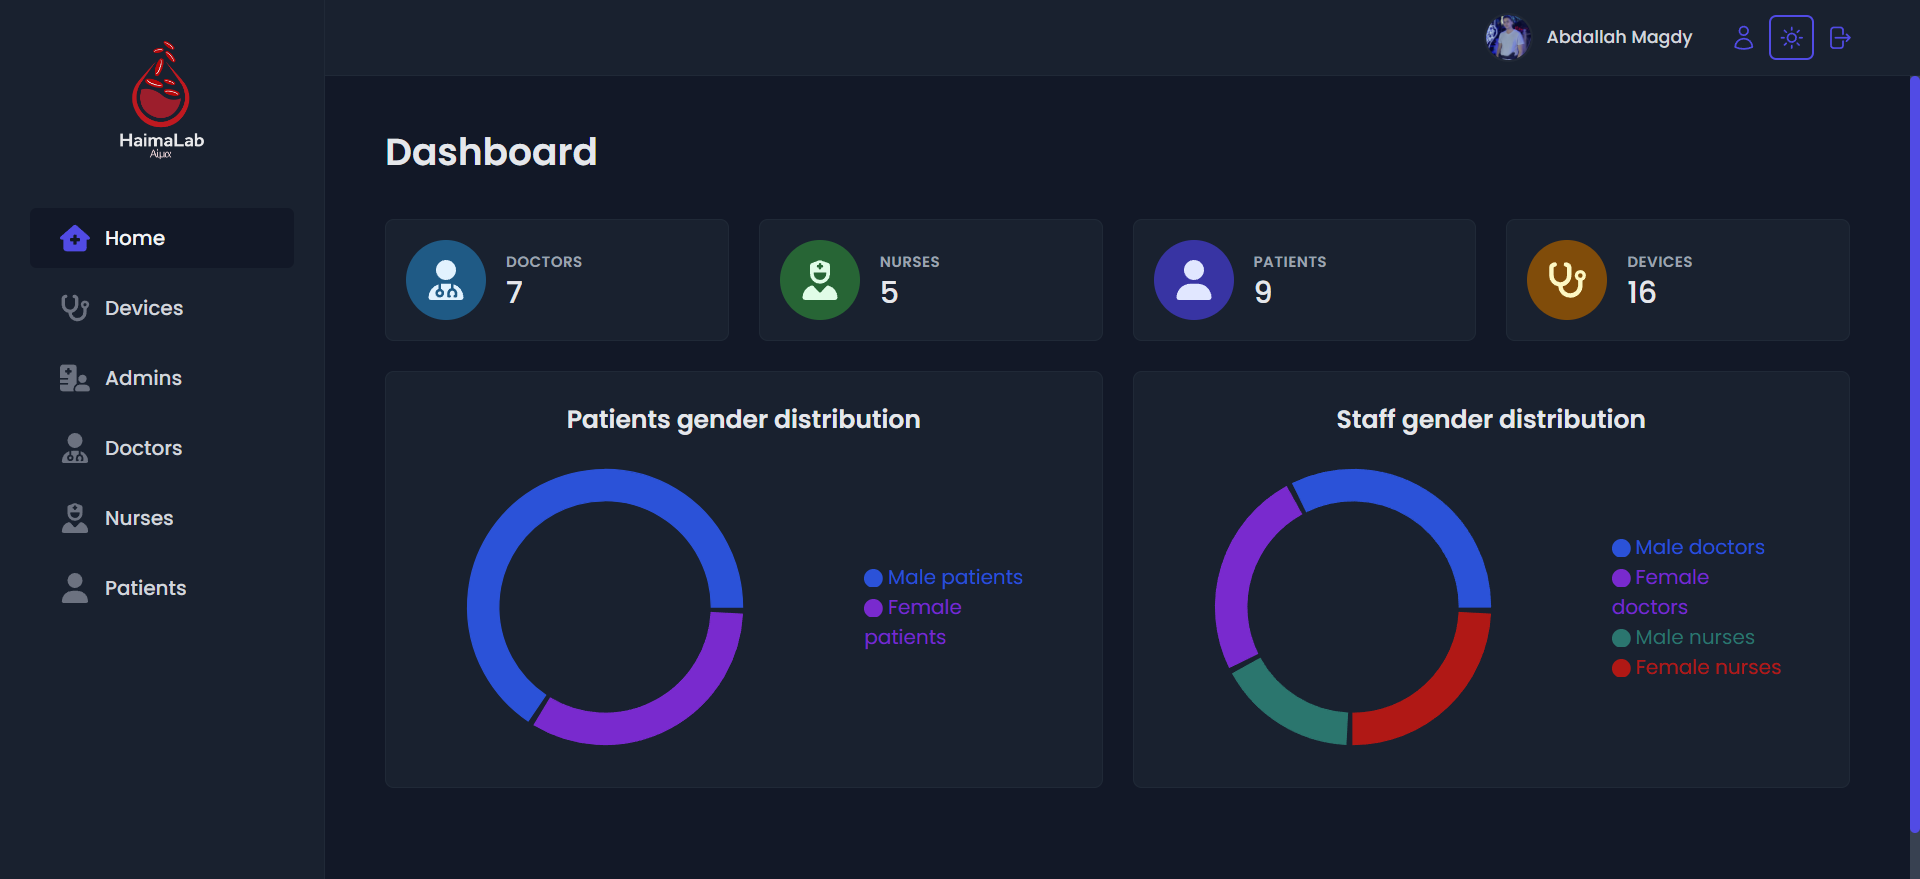 HaimaLab
Αίμα
Home
Devices
Admins
Doctors
Nurses
Patients
Abdallah Magdy
Dashboard
DOCTORS
7
NURSES
5
PATIENTS
9
DEVICES
16
Patients gender distribution
Male patients
Female
patients
Staff gender distribution
Male doctors
Female
doctors
Male nurses
Female nurses